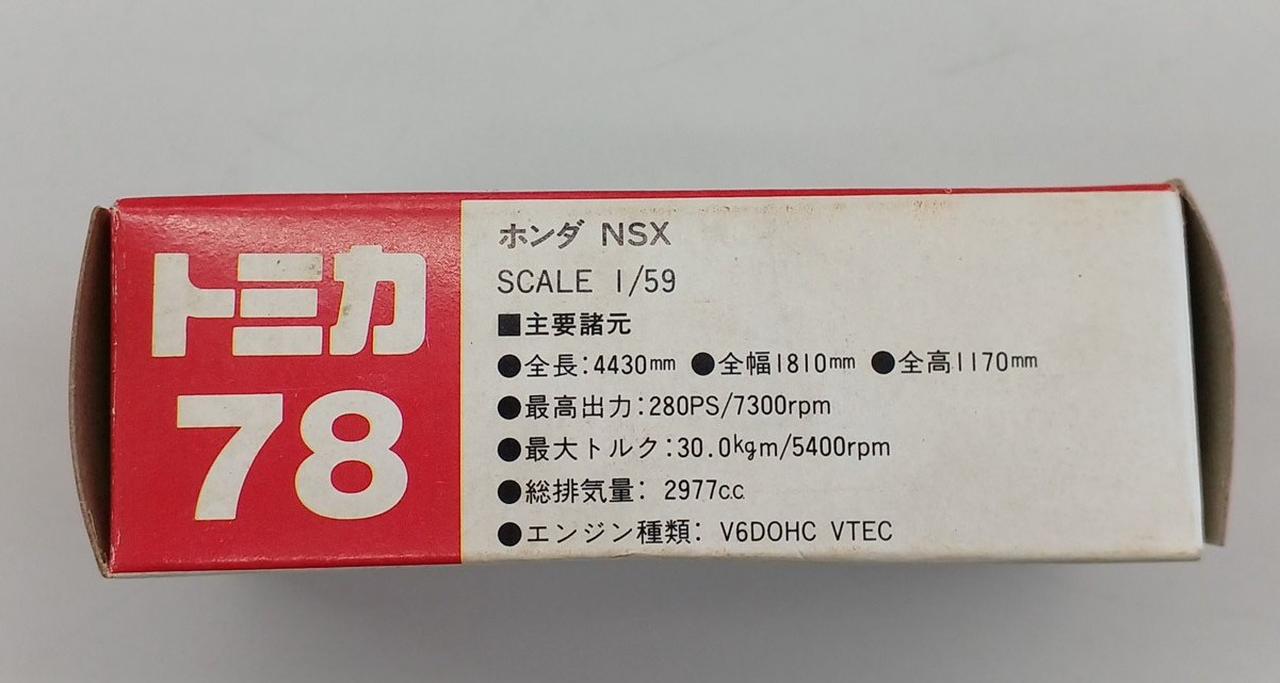 トミカ
78
ホンダ NSX
SCALE 1/59
■主要諸元
●全長:4430mm ●全幅1810mm ●全高1170mm
●最高出力:280PS/7300rpm
●最大トルク:30.0kgm/5400rpm
●総排気量: 2977c.c.
●エンジン種類: V6DOHC VTEC